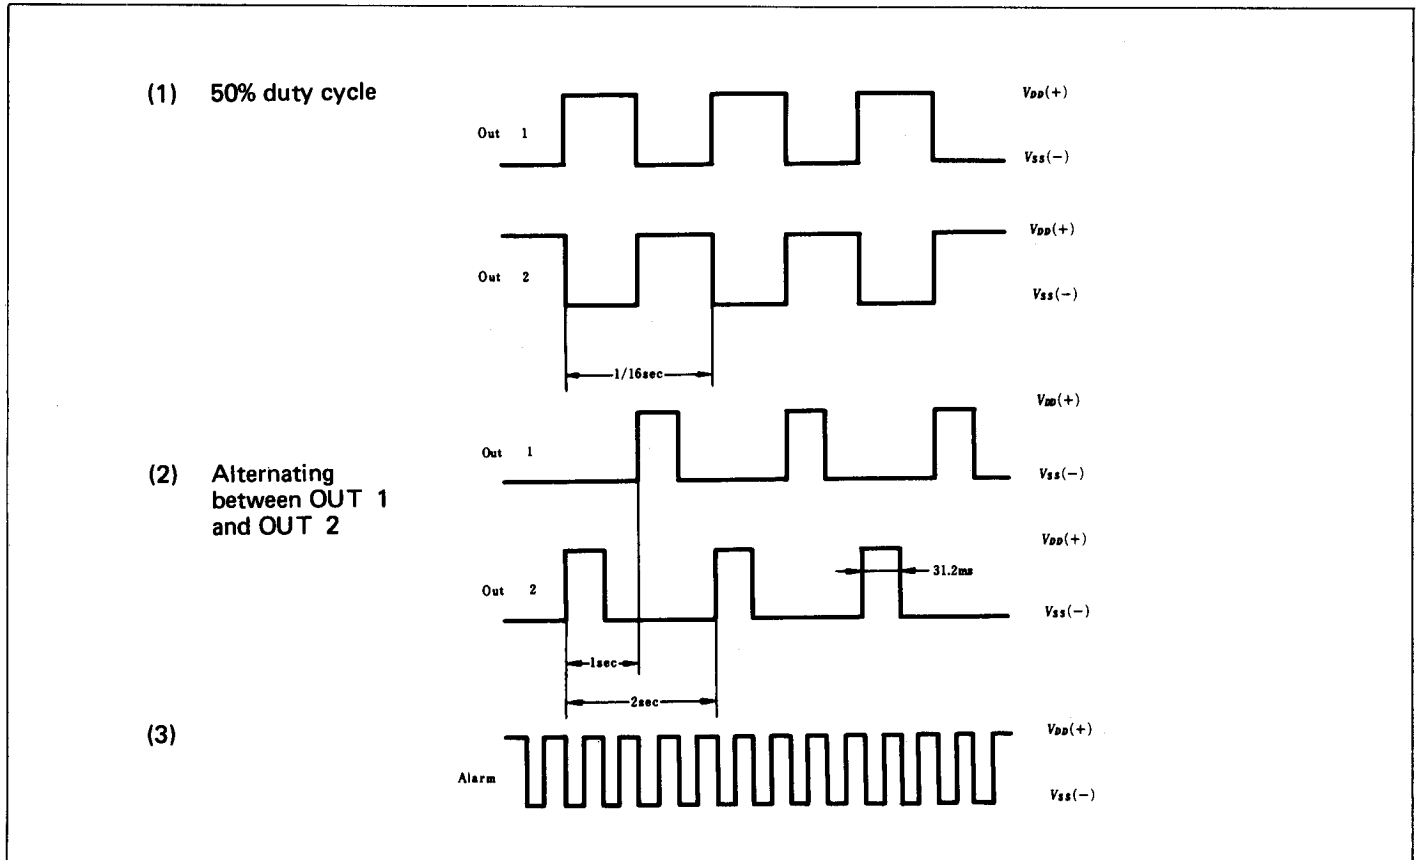 (1) 50% duty cycle
Out 1
VDD(+)
VSS(-)
Out 2
VDD(+)
VSS(-)
1/16sec
(2) Alternating
between OUT 1
and OUT 2
Out 1
VDD(+)
VSS(-)
Out 2
VDD(+)
31.2ms
VSS(-)
1sec
2sec
(3)
Alarm
VDD(+)
VSS(-)